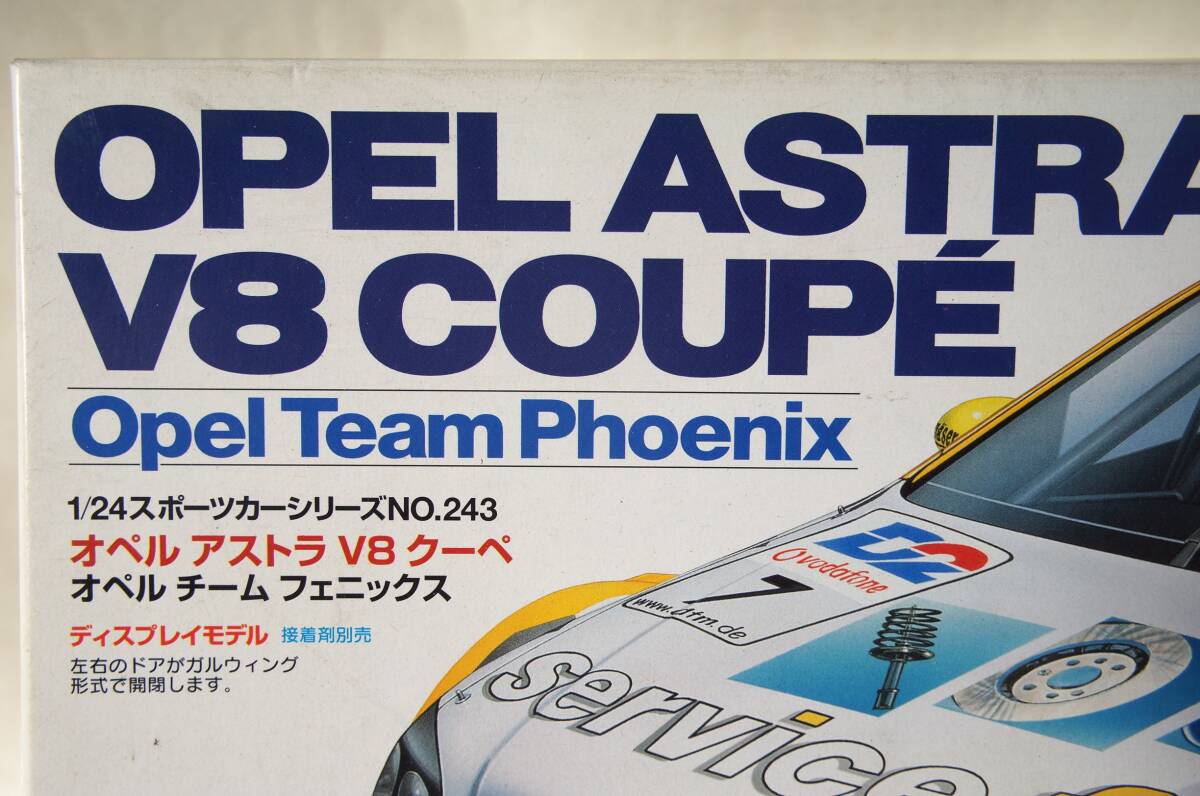 OPEL ASTRA
V8 COUPÉ
Opel Team Phoenix
1/24スポーツカーシリーズNO.243
オペル アストラ V8 クーペ
オペル チーム フェニックス
ディスプレイモデル 接着剤別売
左右のドアがガルウィング
形式で開閉します。
D2
vodafone
7
www.dtm.de
service